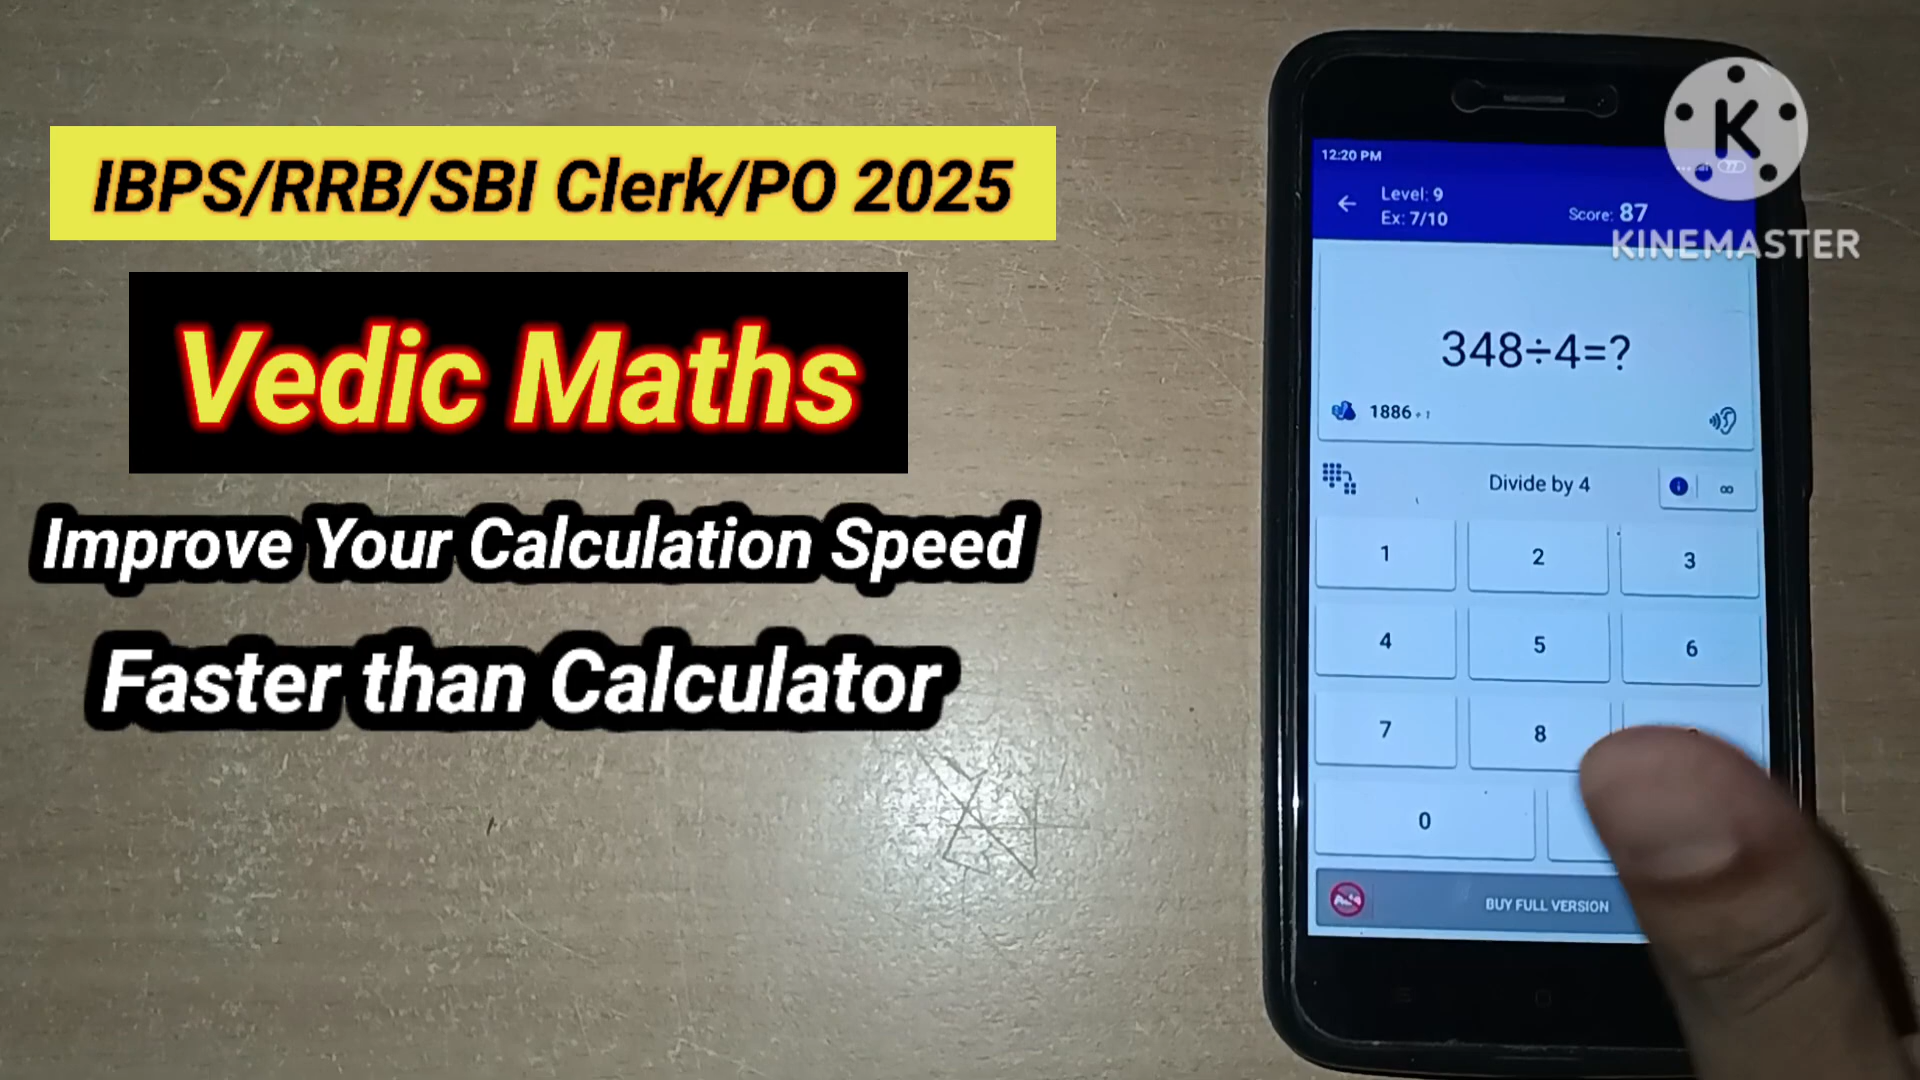 IBPS/RRB/SBI Clerk/PO 2025
Vedic Maths
Improve Your Calculation Speed
Faster than Calculator
K
KINEMASTER
12:20 PM
77
Level: 9
Ex: 7/10
Score: 87
348÷4=?
1886 + 1
Divide by 4
∞
1 2 3
4 5 6
7 8
0
BUY FULL VERSION